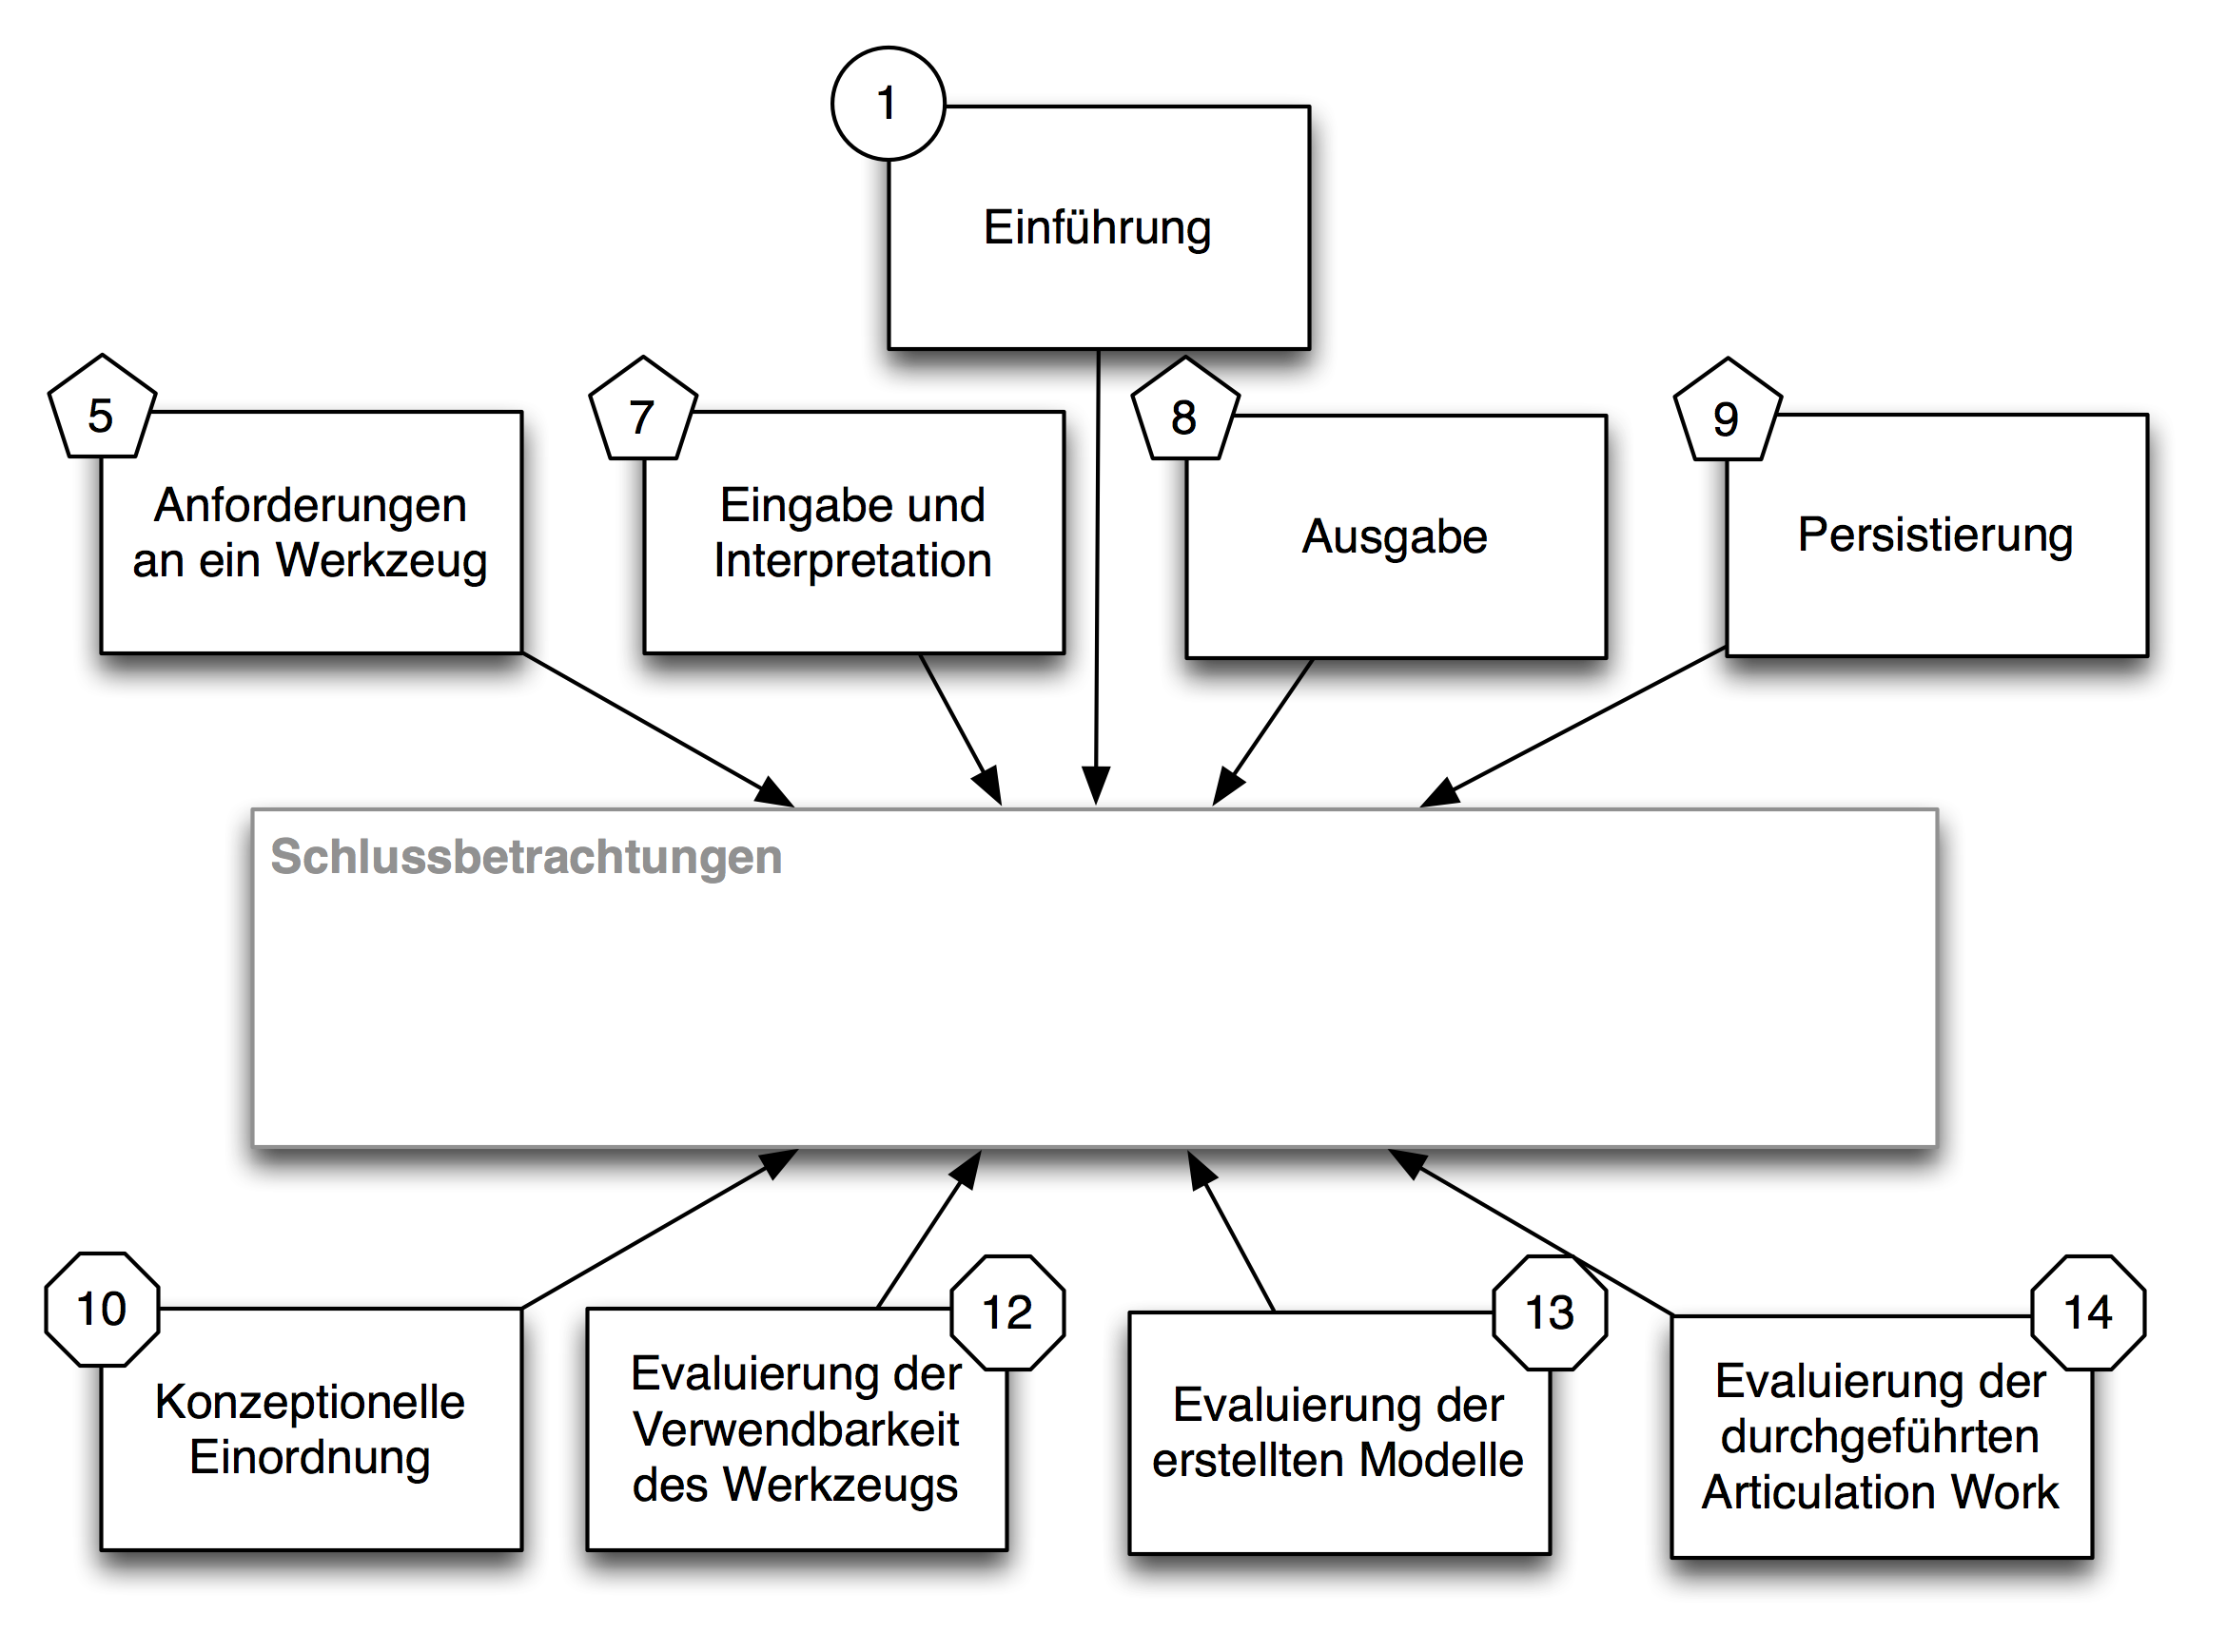 1
Einführung
5
Anforderungen
an ein Werkzeug
7
Eingabe und
Interpretation
8
Ausgabe
9
Persistierung
Schlussbetrachtungen
10
Konzeptionelle
Einordnung
12
Evaluierung der
Verwendbarkeit
des Werkzeugs
13
Evaluierung der
erstellten Modelle
14
Evaluierung der
durchgeführten
Articulation Work